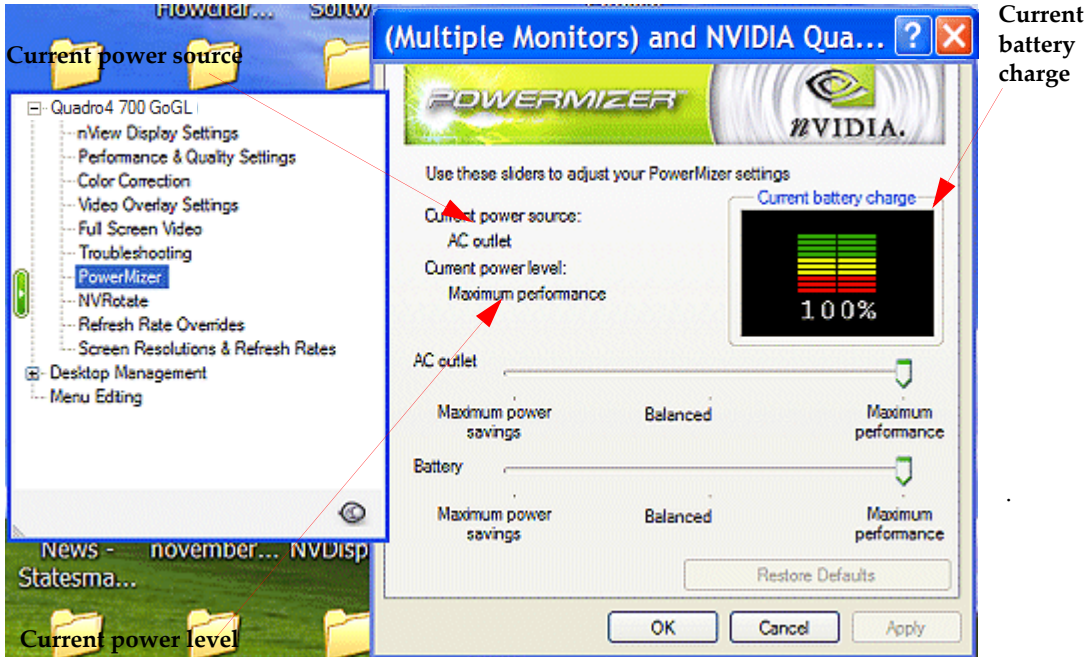 Flowchar... Softw
Current power source
(Multiple Monitors) and NVIDIA Qua...
Current
battery
charge
POWERMIZER
nVIDIA.
Quadro4 700 GoGL
nView Display Settings
Performance & Quality Settings
Color Correction
Video Overlay Settings
Full Screen Video
Troubleshooting
PowerMizer
NVRotate
Refresh Rate Overrides
Screen Resolutions & Refresh Rates
Desktop Management
Menu Editing
Use these sliders to adjust your PowerMizer settings
Current power source:
AC outlet
Current power level:
Maximum performance
Current battery charge
100%
AC outlet
Maximum power
savings
Balanced
Maximum
performance
Battery
Maximum power
savings
Balanced
Maximum
performance
Restore Defaults
OK
Cancel
Apply
News -
Statesma...
november...
NVDisp
Current power level
.